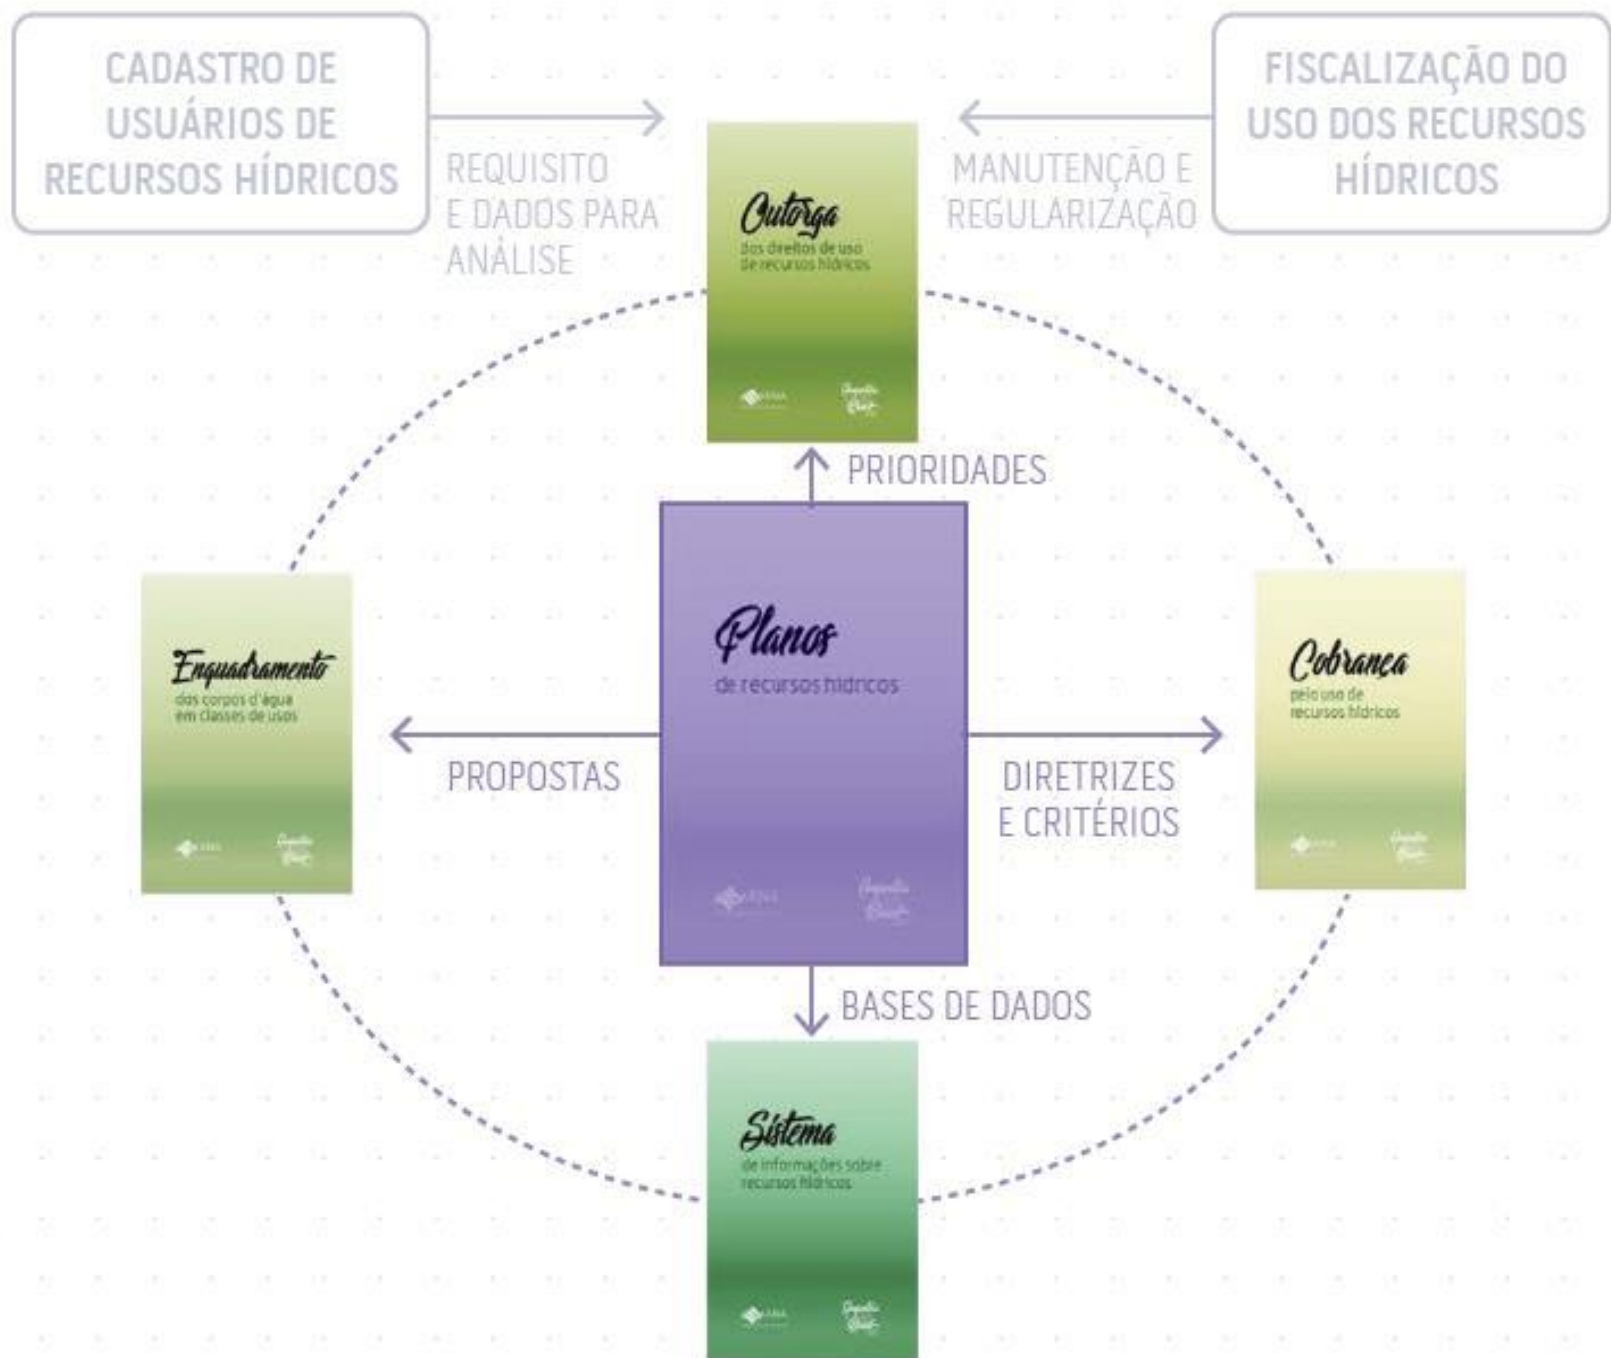 CADASTRO DE
USUÁRIOS DE
RECURSOS HÍDRICOS
REQUISITO
E DADOS PARA
ANÁLISE
FISCALIZAÇÃO DO
USO DOS RECURSOS
HÍDRICOS
MANUTENÇÃO E
REGULARIZAÇÃO
Outorga
dos direitos de uso
de recursos hídricos
PRIORIDADES
Enquadramento
dos corpos d'água
em classes de usos
PROPOSTAS
Planos
de recursos hídricos
DIRETRIZES
E CRITÉRIOS
Cobrança
pelo uso de
recursos hídricos
BASES DE DADOS
Sistema
de informações sobre
recursos hídricos